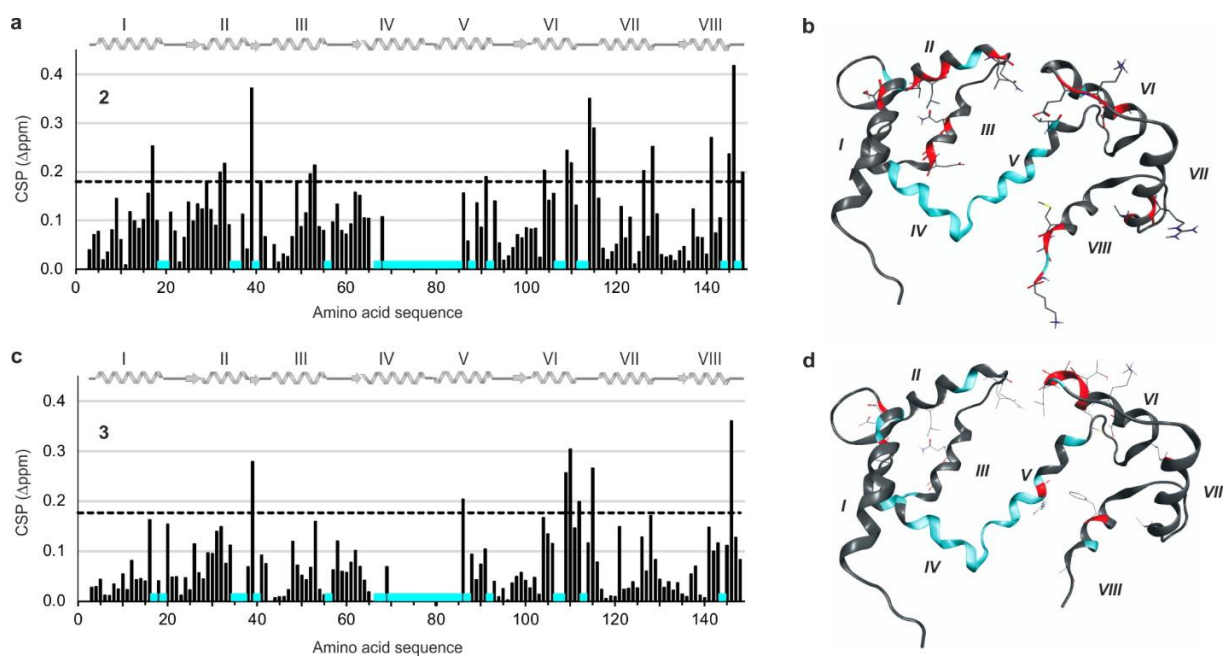 a
I II III IV V VI VII VIII
0.4
0.3
0.2
0.1
0.0
CSP (Δppm)
2
0 20 40 60 80 100 120 140
Amino acid sequence
b
II
VI
I
III
V
VII
IV
VIII
c
I II III IV V VI VII VIII
0.4
0.3
0.2
0.1
0.0
CSP (Δppm)
3
0 20 40 60 80 100 120 140
Amino acid sequence
d
II
VI
I
III
V
VII
IV
VIII